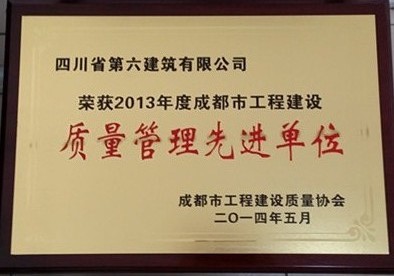 四川省第六建筑有限公司
荣获2013年度成都市工程建设
质量管理先进单位
成都市工程建设质量协会
二〇一四年五月